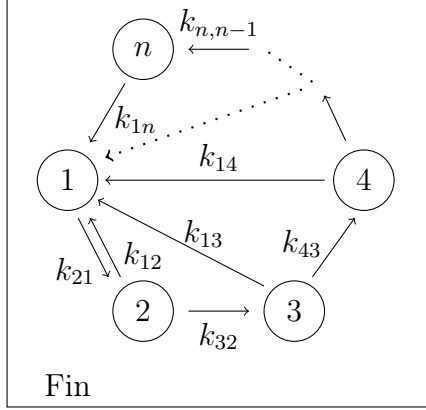 k_{n,n-1}
n
k_{1n}
k_{14}
1
4
k_{13}
k_{43}
k_{12}
k_{21}
2
3
k_{32}
Fin